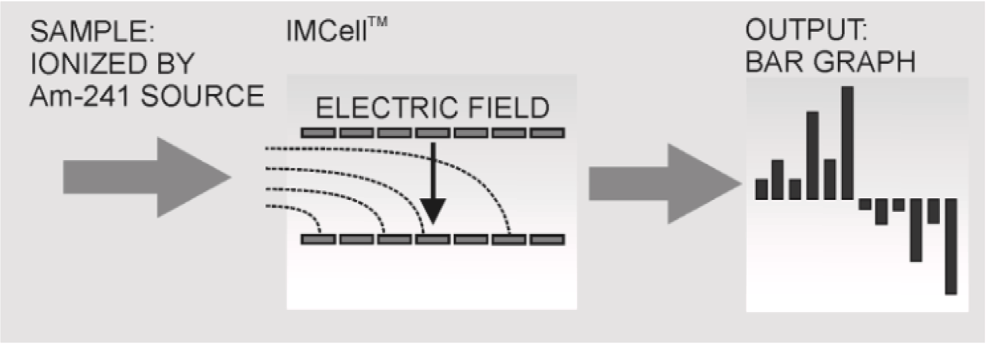 SAMPLE:
IONIZED BY
Am-241 SOURCE
IMCell™
ELECTRIC FIELD
OUTPUT:
BAR GRAPH